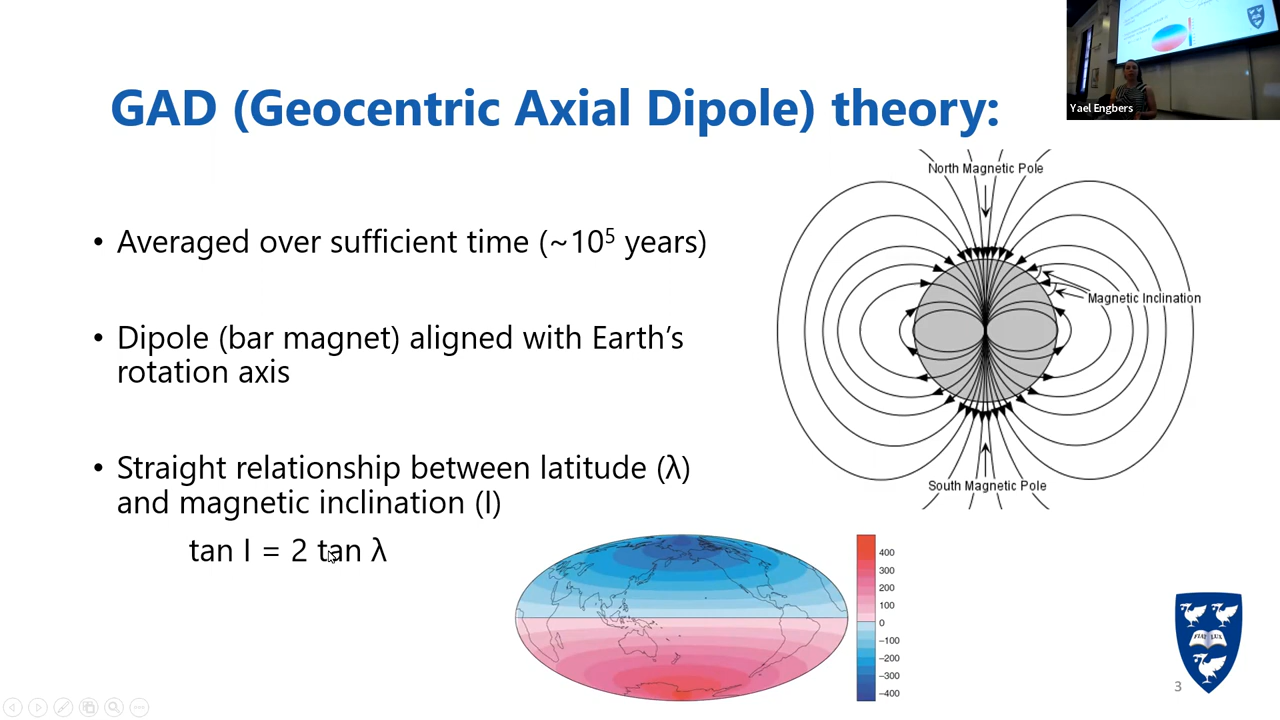 GAD (Geocentric Axial Dipole) theory:
Yael Engbers
• Averaged over sufficient time (~10⁵ years)
• Dipole (bar magnet) aligned with Earth's
rotation axis
• Straight relationship between latitude (λ)
and magnetic inclination (I)
tan I = 2 tan λ
North Magnetic Pole
Magnetic Inclination
South Magnetic Pole
400
300
200
100
0
−100
−200
−300
−400
FIAT LUX
3